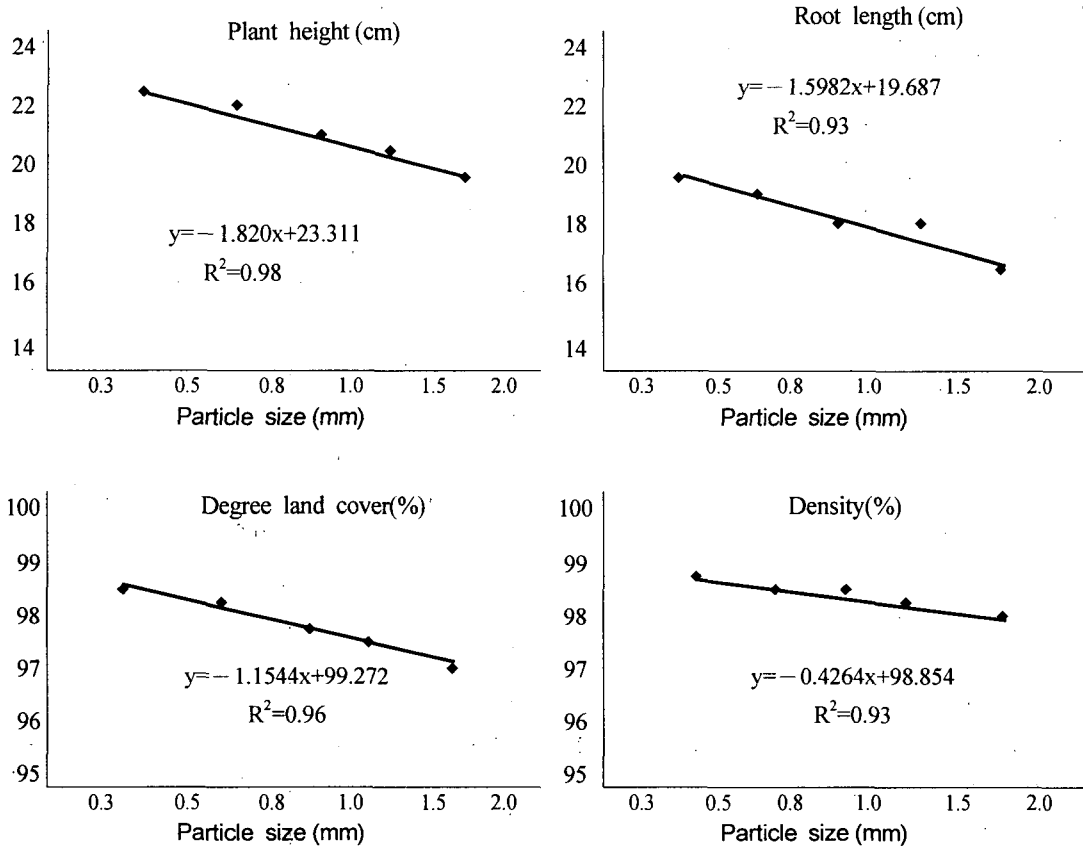 Plant height (cm)
24
22
20
18
16
14
y=－1.820x+23.311
R²=0.98
0.3 0.5 0.8 1.0 1.5 2.0
Particle size (mm)
Root length (cm)
24
22
20
18
16
14
y=－1.5982x+19.687
R²=0.93
0.3 0.5 0.8 1.0 1.5 2.0
Particle size (mm)
Degree land cover(%)
100
99
98
97
96
95
y=－1.1544x+99.272
R²=0.96
0.3 0.5 0.8 1.0 1.5 2.0
Particle size (mm)
Density(%)
100
99
98
97
96
95
y=－0.4264x+98.854
R²=0.93
0.3 0.5 0.8 1.0 1.5 2.0
Particle size (mm)